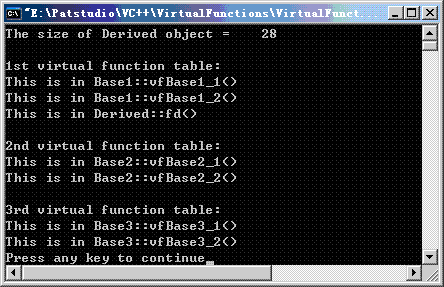 "E:\Patstudio\VC++\VirtualFunctions\VirtualFunct...
The size of Derived object =    28
1st virtual function table:
This is in Base1::vfBase1_1()
This is in Base1::vfBase1_2()
This is in Derived::fd()
2nd virtual function table:
This is in Base2::vfBase2_1()
This is in Base2::vfBase2_2()
3rd virtual function table:
This is in Base3::vfBase3_1()
This is in Base3::vfBase3_2()
Press any key to continue_